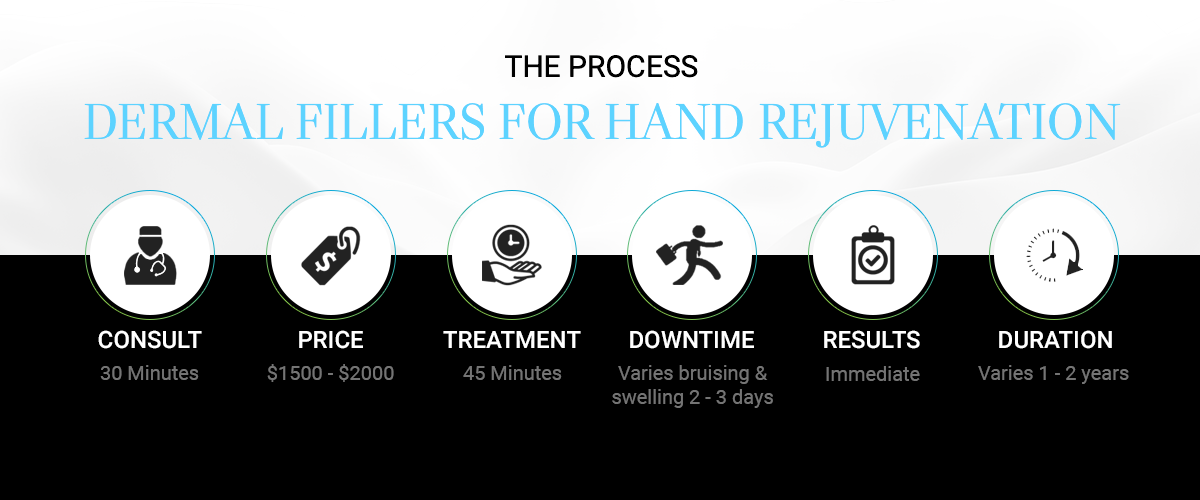 THE PROCESS
DERMAL FILLERS FOR HAND REJUVENATION
$
CONSULT
30 Minutes
PRICE
$1500 - $2000
TREATMENT
45 Minutes
DOWNTIME
Varies bruising &
swelling 2 - 3 days
RESULTS
Immediate
DURATION
Varies 1 - 2 years